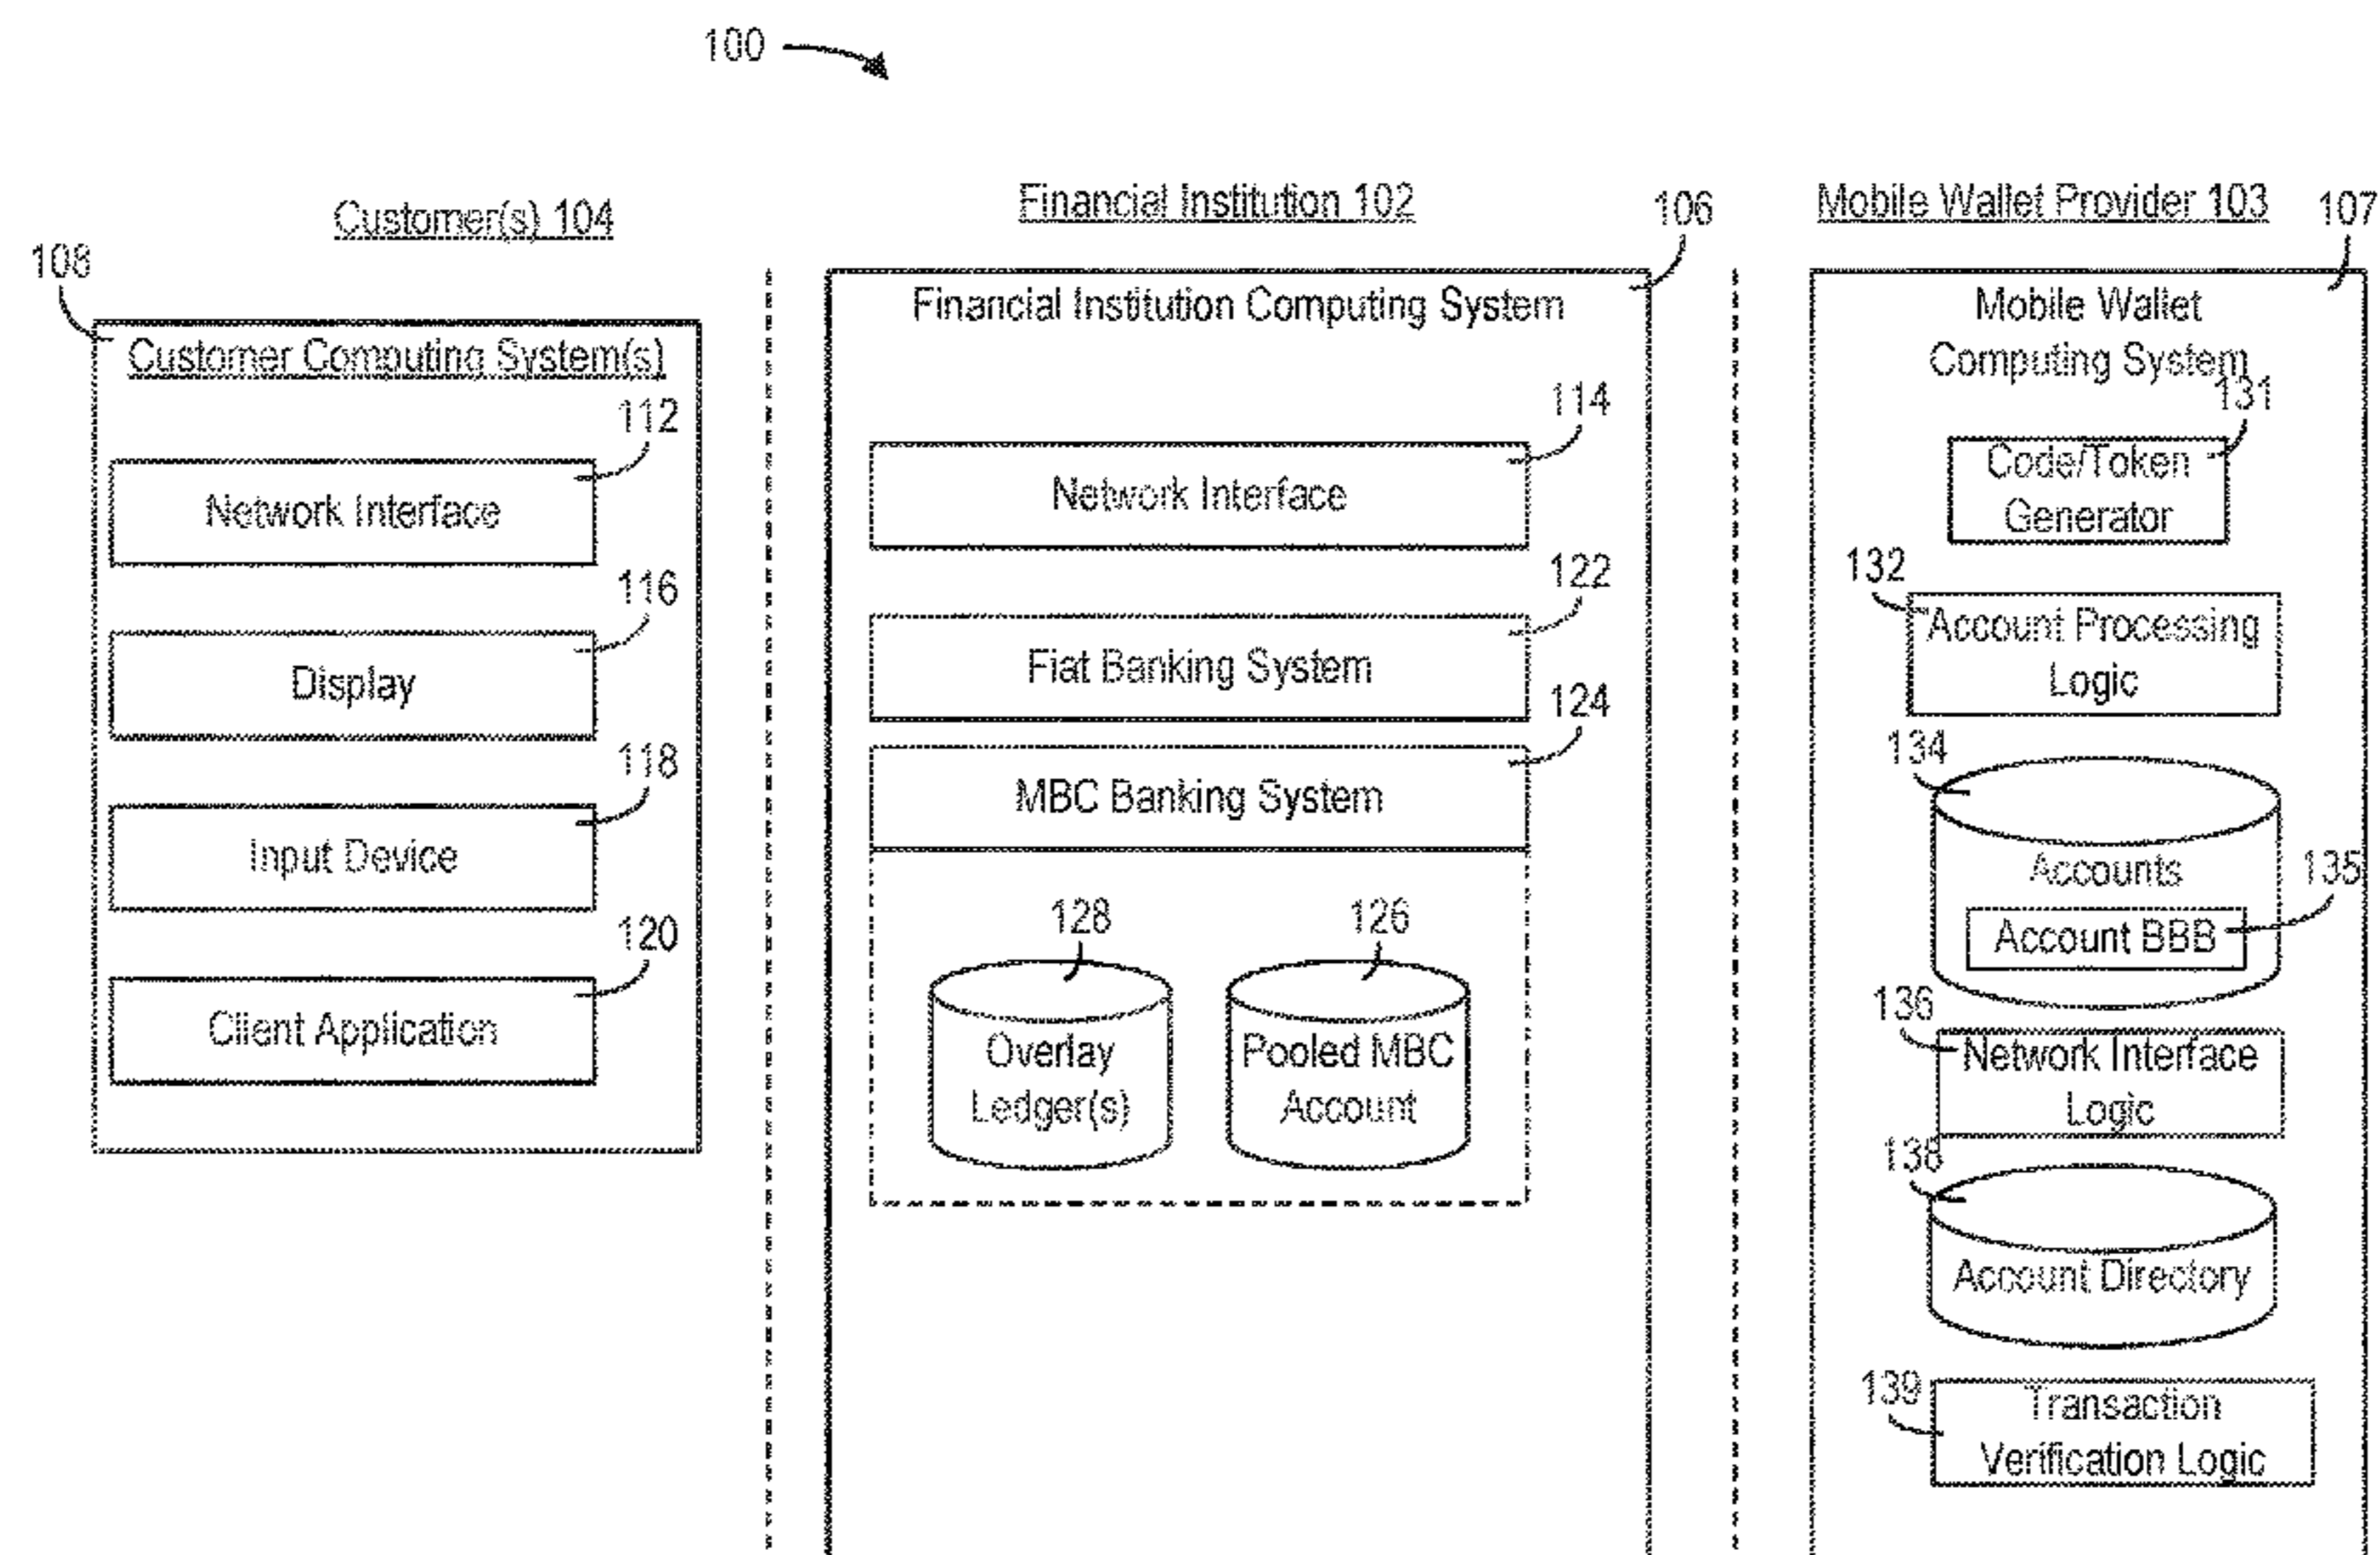 100
Customer(s) 104
108
Customer Computing System(s)
112
Network Interface
116
Display
118
Input Device
120
Client Application
Financial Institution 102
106
Financial Institution Computing System
114
Network Interface
122
Fiat Banking System
124
MBC Banking System
128
126
Overlay
Ledger(s)
Pooled MBC
Account
Mobile Wallet Provider 103
107
Mobile Wallet
Computing System
131
Code/Token
Generator
132
Account Processing
Logic
134
Accounts
135
Account BBB
136
Network Interface
Logic
138
Account Directory
139
Transaction
Verification Logic